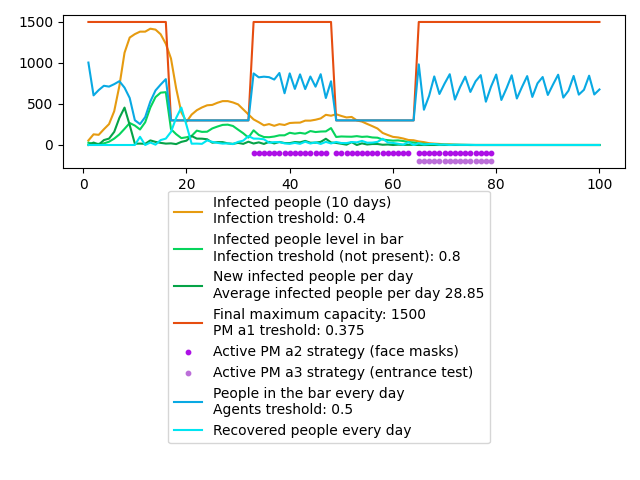 1500
1000
500
0
0
20
40
60
80
100
Infected people (10 days)
Infection treshold: 0.4
Infected people level in bar
Infection treshold (not present): 0.8
New infected people per day
Average infected people per day 28.85
Final maximum capacity: 1500
PM a1 treshold: 0.375
Active PM a2 strategy (face masks)
Active PM a3 strategy (entrance test)
People in the bar every day
Agents treshold: 0.5
Recovered people every day